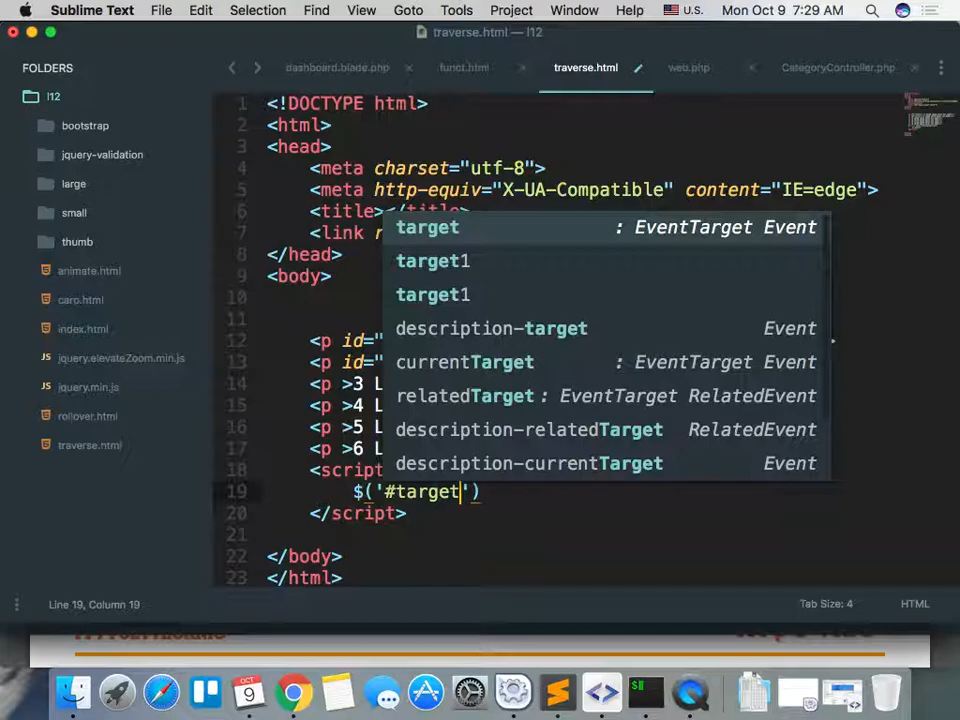 Sublime Text File Edit Selection Find View Goto Tools Project Window Help U.S. Mon Oct 9 7:29 AM
traverse.html — l12
FOLDERS
dashboard.blade.php
funct.html
traverse.html
web.php
CategoryController.php
l12
bootstrap
jquery-validation
large
small
thumb
animate.html
caro.html
index.html
jquery.elevateZoom.min.js
jquery.min.js
rollover.html
traverse.html
1 <!DOCTYPE html>
2 <html>
3 <head>
4 <meta charset="utf-8">
5 <meta http-equiv="X-UA-Compatible" content="IE=edge">
6 <title></title>
7 <link r
8 </head>
9 <body>
10
11
12 <p id="
13 <p id="
14 <p >3 L
15 <p >4 L
16 <p >5 L
17 <p >6 L
18 <script
19 $('#target')
20 </script>
21
22 </body>
23 </html>
target : EventTarget Event
target1
target1
description-target Event
currentTarget : EventTarget Event
relatedTarget : EventTarget RelatedEvent
description-relatedTarget RelatedEvent
description-currentTarget Event
Line 19, Column 19
Tab Size: 4
HTML
OCT
9